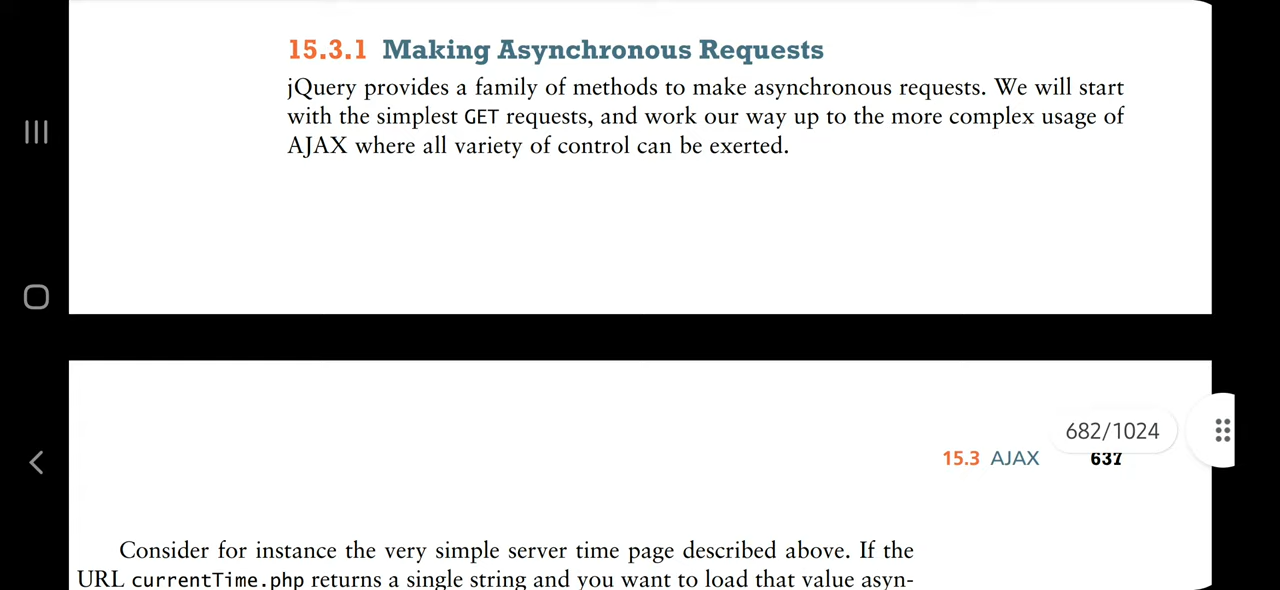 15.3.1 Making Asynchronous Requests
jQuery provides a family of methods to make asynchronous requests. We will start
with the simplest GET requests, and work our way up to the more complex usage of
AJAX where all variety of control can be exerted.
682/1024
15.3 AJAX 637
Consider for instance the very simple server time page described above. If the
URL currentTime.php returns a single string and you want to load that value asyn-